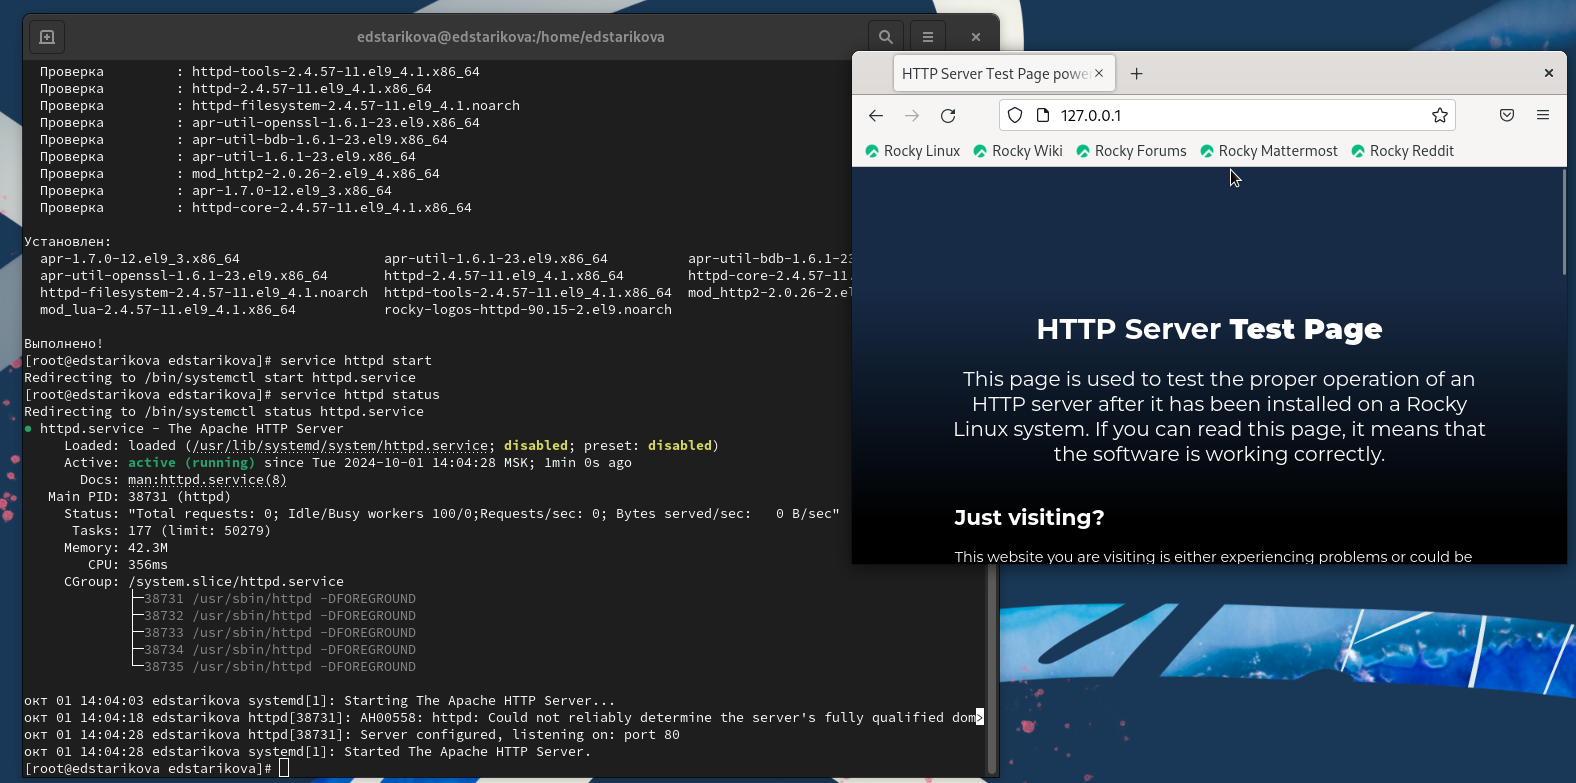 edstarikova@edstarikova:/home/edstarikova
Проверка : httpd-tools-2.4.57-11.el9_4.1.x86_64
Проверка : httpd-2.4.57-11.el9_4.1.x86_64
Проверка : httpd-filesystem-2.4.57-11.el9_4.1.noarch
Проверка : apr-util-openssl-1.6.1-23.el9.x86_64
Проверка : apr-util-bdb-1.6.1-23.el9.x86_64
Проверка : apr-util-1.6.1-23.el9.x86_64
Проверка : mod_http2-2.0.26-2.el9_4.x86_64
Проверка : apr-1.7.0-12.el9_3.x86_64
Проверка : httpd-core-2.4.57-11.el9_4.1.x86_64
Установлен:
apr-1.7.0-12.el9_3.x86_64 apr-util-1.6.1-23.el9.x86_64 apr-util-bdb-1.6.1-23
apr-util-openssl-1.6.1-23.el9.x86_64 httpd-2.4.57-11.el9_4.1.x86_64 httpd-core-2.4.57-11.
httpd-filesystem-2.4.57-11.el9_4.1.noarch httpd-tools-2.4.57-11.el9_4.1.x86_64 mod_http2-2.0.26-2.el
mod_lua-2.4.57-11.el9_4.1.x86_64 rocky-logos-httpd-90.15-2.el9.noarch
Выполнено!
[root@edstarikova edstarikova]# service httpd start
Redirecting to /bin/systemctl start httpd.service
[root@edstarikova edstarikova]# service httpd status
Redirecting to /bin/systemctl status httpd.service
● httpd.service - The Apache HTTP Server
Loaded: loaded (/usr/lib/systemd/system/httpd.service; disabled; preset: disabled)
Active: active (running) since Tue 2024-10-01 14:04:28 MSK; 1min 0s ago
Docs: man:httpd.service(8)
Main PID: 38731 (httpd)
Status: "Total requests: 0; Idle/Busy workers 100/0;Requests/sec: 0; Bytes served/sec: 0 B/sec"
Tasks: 177 (limit: 50279)
Memory: 42.3M
CPU: 356ms
CGroup: /system.slice/httpd.service
├─38731 /usr/sbin/httpd -DFOREGROUND
├─38732 /usr/sbin/httpd -DFOREGROUND
├─38733 /usr/sbin/httpd -DFOREGROUND
├─38734 /usr/sbin/httpd -DFOREGROUND
└─38735 /usr/sbin/httpd -DFOREGROUND
окт 01 14:04:03 edstarikova systemd[1]: Starting The Apache HTTP Server...
окт 01 14:04:18 edstarikova httpd[38731]: AH00558: httpd: Could not reliably determine the server's fully qualified dom>
окт 01 14:04:28 edstarikova httpd[38731]: Server configured, listening on: port 80
окт 01 14:04:28 edstarikova systemd[1]: Started The Apache HTTP Server.
[root@edstarikova edstarikova]#
HTTP Server Test Page powe
127.0.0.1
Rocky Linux Rocky Wiki Rocky Forums Rocky Mattermost Rocky Reddit
HTTP Server Test Page
This page is used to test the proper operation of an
HTTP server after it has been installed on a Rocky
Linux system. If you can read this page, it means that
the software is working correctly.
Just visiting?
This website you are visiting is either experiencing problems or could be